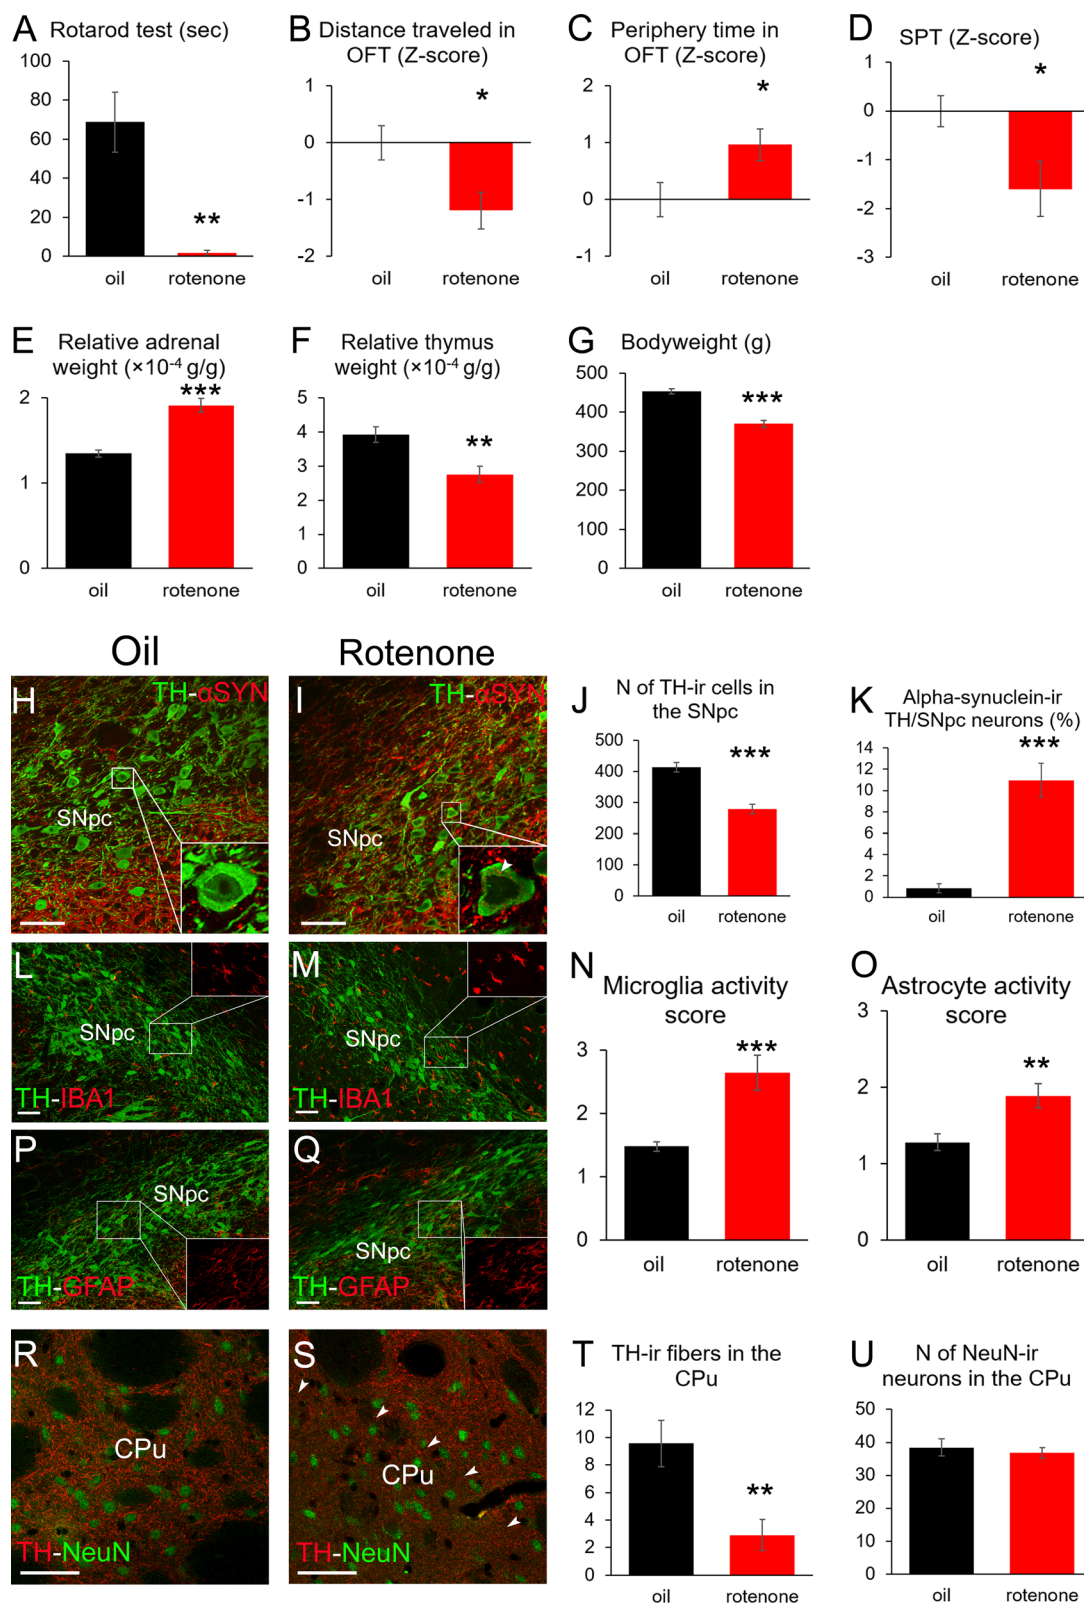 A Rotarod test (sec)
100
80
60
40
20
0
**
oil rotenone
B Distance traveled in
OFT (Z-score)
1
0
-1
-2
*
oil rotenone
C Periphery time in
OFT (Z-score)
2
1
0
-1
*
oil rotenone
D SPT (Z-score)
1
0
-1
-2
-3
*
oil rotenone
E Relative adrenal
weight (×10⁻⁴ g/g)
2
1
0
***
oil rotenone
F Relative thymus
weight (×10⁻⁴ g/g)
5
4
3
2
1
0
**
oil rotenone
G Bodyweight (g)
500
400
300
200
100
0
***
oil rotenone
Oil Rotenone
H TH-αSYN
SNpc
I TH-αSYN
SNpc
J N of TH-ir cells in
the SNpc
500
400
300
200
100
0
***
oil rotenone
K Alpha-synuclein-ir
TH/SNpc neurons (%)
14
12
10
8
6
4
2
0
***
oil rotenone
L
SNpc
TH-IBA1
M
SNpc
TH-IBA1
N Microglia activity
score
3
2
1
0
***
oil rotenone
O Astrocyte activity
score
3
2
1
0
**
oil rotenone
P
SNpc
TH-GFAP
Q
SNpc
TH-GFAP
R
CPu
TH-NeuN
S
CPu
TH-NeuN
T TH-ir fibers in the
CPu
12
10
8
6
4
2
0
**
oil rotenone
U N of NeuN-ir
neurons in the CPu
50
40
30
20
10
0
oil rotenone